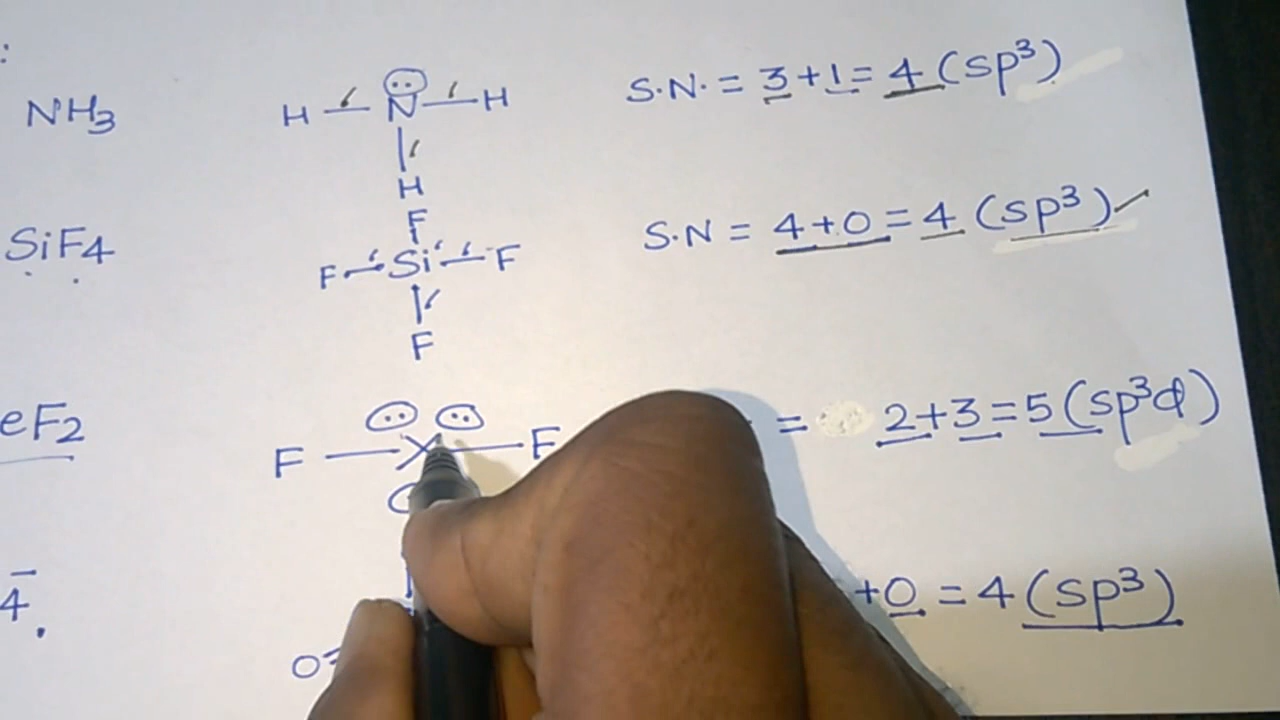 :
NH3 H N H S.N. = 3+1= 4 (sp³)
H
F
SiF4 F Si F S.N = 4+0 = 4 (sp³)
F
eF2 F X F = 2+3=5(sp³d)
4⁻ +0 = 4 (sp³)
O=